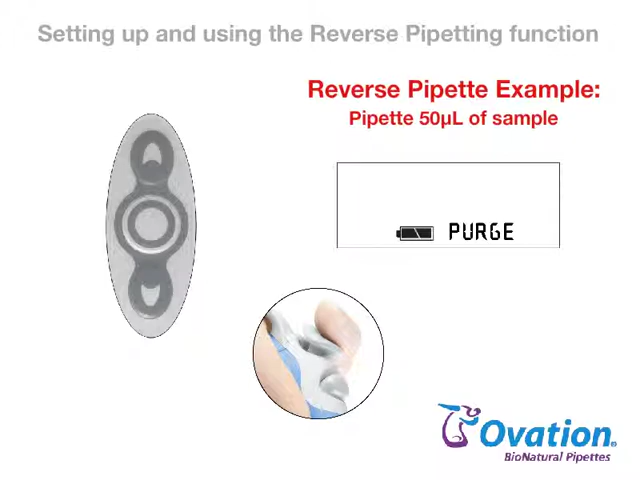 Setting up and using the Reverse Pipetting function
Reverse Pipette Example:
Pipette 50µL of sample
PURGE
Ovation®
BioNatural Pipettes